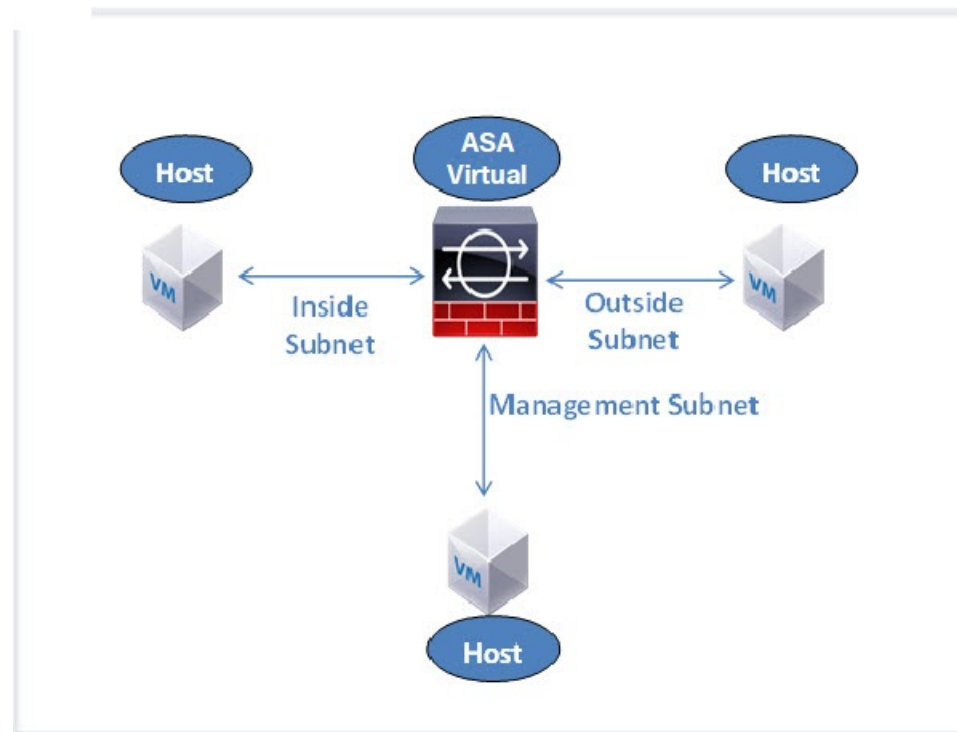 Host
ASA
Virtual
Host
VM
VM
Inside
Subnet
Outside
Subnet
Management Subnet
VM
Host